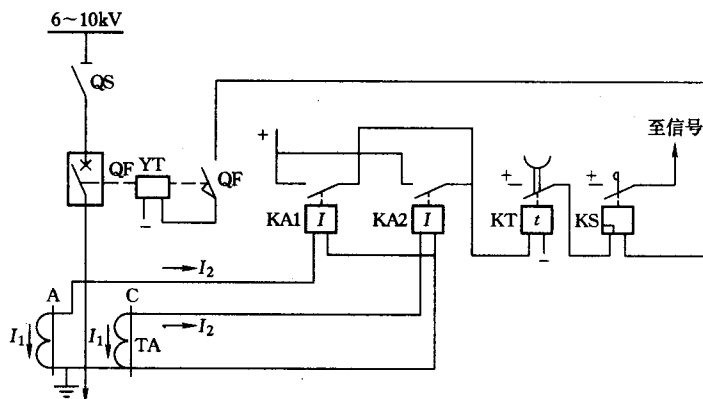 6~10kV
QS
QF
YT
QF
+
−
KA1
I
KA2
I
+
−
KT
t
−
+
−
KS
至信号
I₂
A
I₁
C
I₁
TA
I₂